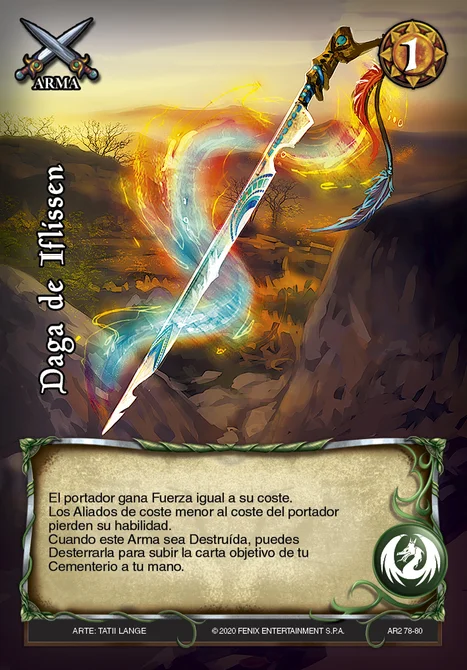 ARMA
1
Daga de Iflissen
El portador gana Fuerza igual a su coste.
Los Aliados de coste menor al coste del portador
pierden su habilidad.
Cuando este Arma sea Destruída, puedes
Desterrarla para subir la carta objetivo de tu
Cementerio a tu mano.
ARTE: TATII LANGE © 2020 FENIX ENTERTAINMENT S.P.A. AR2 78-80